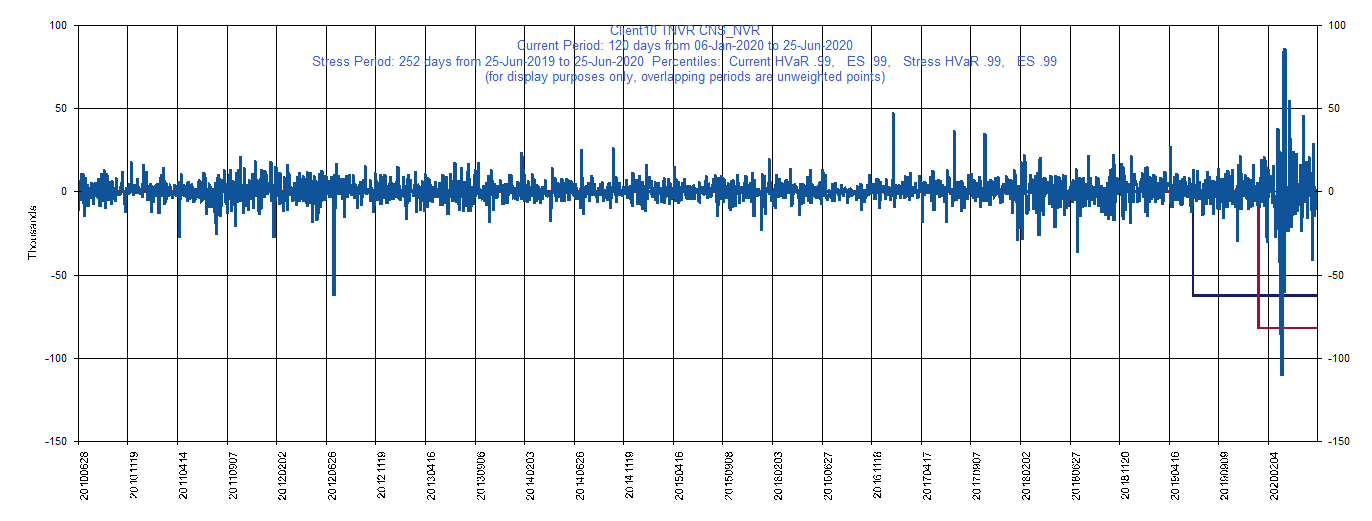 Client10 TNVR CNS_NVR
Current Period: 120 days from 06-Jan-2020 to 25-Jun-2020
Stress Period: 252 days from 25-Jun-2019 to 25-Jun-2020 Percentiles: Current HVaR .99, ES .99, Stress HVaR .99, ES .99
(for display purposes only, overlapping periods are unweighted points)
100 100
50 50
0 0
-50 -50
-100 -100
-150 -150
Thousands
20100628 20101119 20110414 20110907 20120202 20120626 20121119 20130416 20130906 20140203 20140626 20141119 20150416 20150908 20160203 20160627 20161118 20170417 20170907 20180202 20180627 20181120 20190416 20190909 20200204